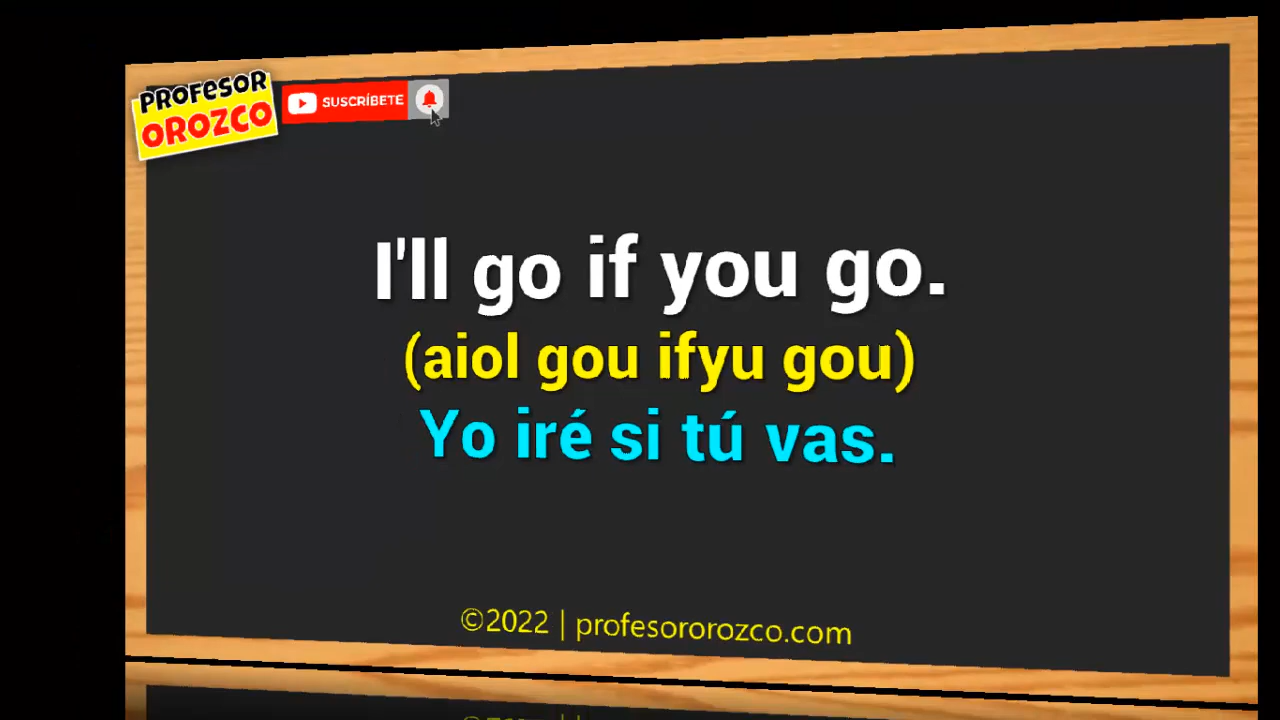 PROFESOR
OROZCO
SUSCRÍBETE
I'll go if you go.
(aiol gou ifyu gou)
Yo iré si tú vas.
©2022 | profesororozco.com